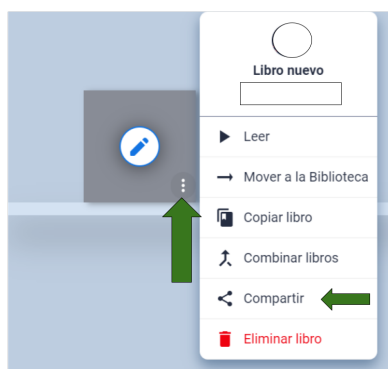 Libro nuevo
Leer
Mover a la Biblioteca
Copiar libro
Combinar libros
Compartir
Eliminar libro